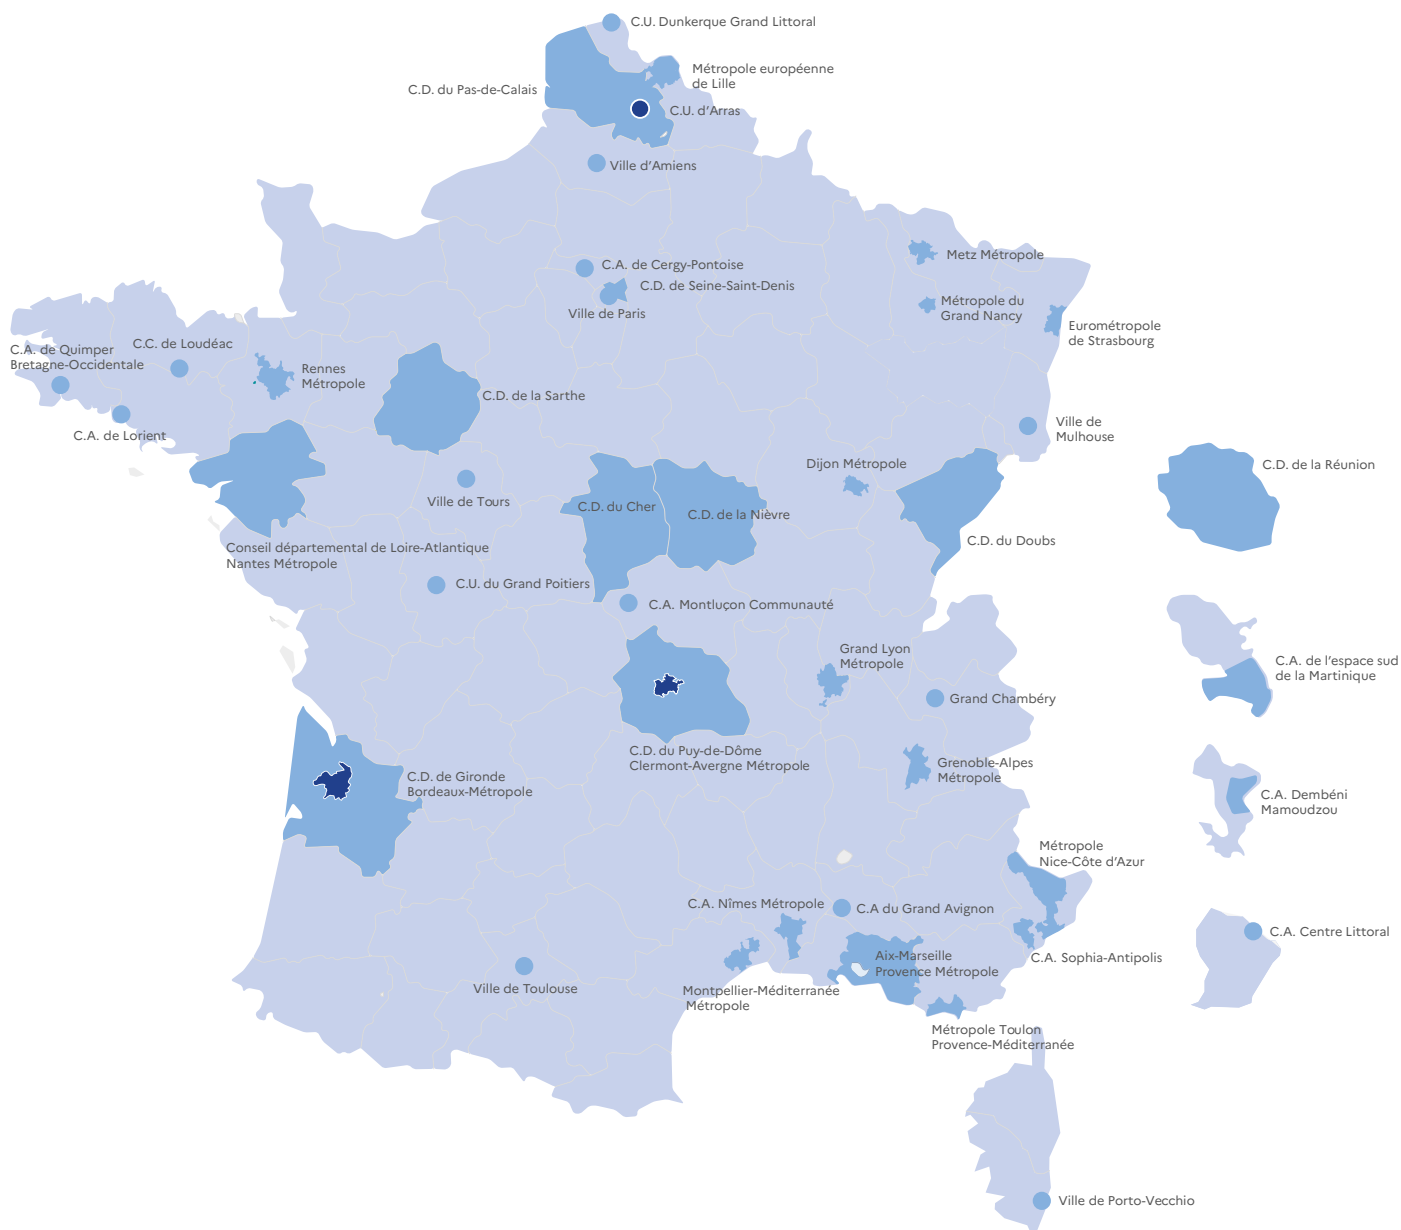 C.U. Dunkerque Grand Littoral
Métropole européenne
de Lille
C.D. du Pas-de-Calais
C.U. d'Arras
Ville d'Amiens
C.A. de Cergy-Pontoise
C.D. de Seine-Saint-Denis
Ville de Paris
Metz Métropole
Métropole du
Grand Nancy
Eurométropole
de Strasbourg
C.A. de Quimper
Bretagne-Occidentale
C.C. de Loudéac
Rennes
Métropole
C.D. de la Sarthe
C.A. de Lorient
Ville de
Mulhouse
Dijon Métropole
C.D. de la Réunion
Ville de Tours
C.D. du Cher
C.D. de la Nièvre
C.D. du Doubs
Conseil départemental de Loire-Atlantique
Nantes Métropole
C.U. du Grand Poitiers
C.A. Montluçon Communauté
Grand Lyon
Métropole
C.A. de l'espace sud
de la Martinique
Grand Chambéry
C.D. du Puy-de-Dôme
Clermont-Avergne Métropole
Grenoble-Alpes
Métropole
C.D. de Gironde
Bordeaux-Métropole
C.A. Dembéni
Mamoudzou
Métropole
Nice-Côte d'Azur
C.A. Nîmes Métropole
C.A du Grand Avignon
C.A. Centre Littoral
Aix-Marseille
Provence Métropole
C.A. Sophia-Antipolis
Ville de Toulouse
Montpellier-Méditerranée
Métropole
Métropole Toulon
Provence-Méditerranée
Ville de Porto-Vecchio